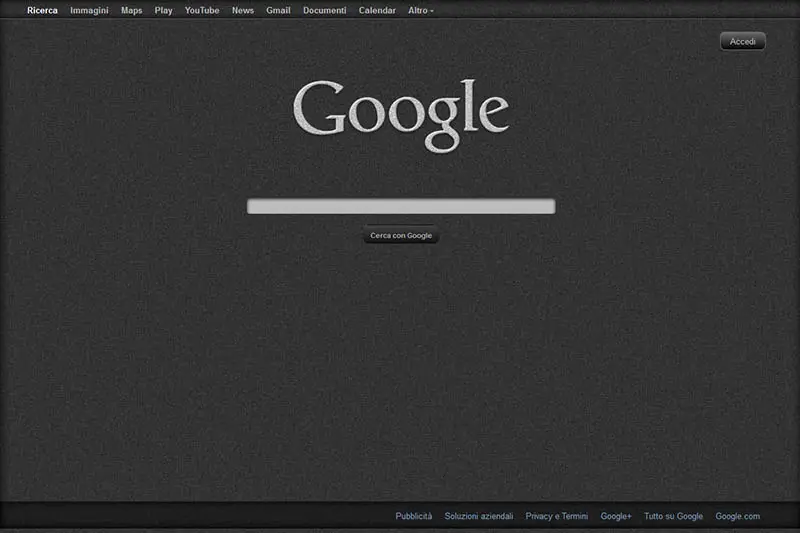 Ricerca Immagini Maps Play YouTube News Gmail Documenti Calendar Altro
Accedi
Google
Cerca con Google
Pubblicità Soluzioni aziendali Privacy e Termini Google+ Tutto su Google Google.com